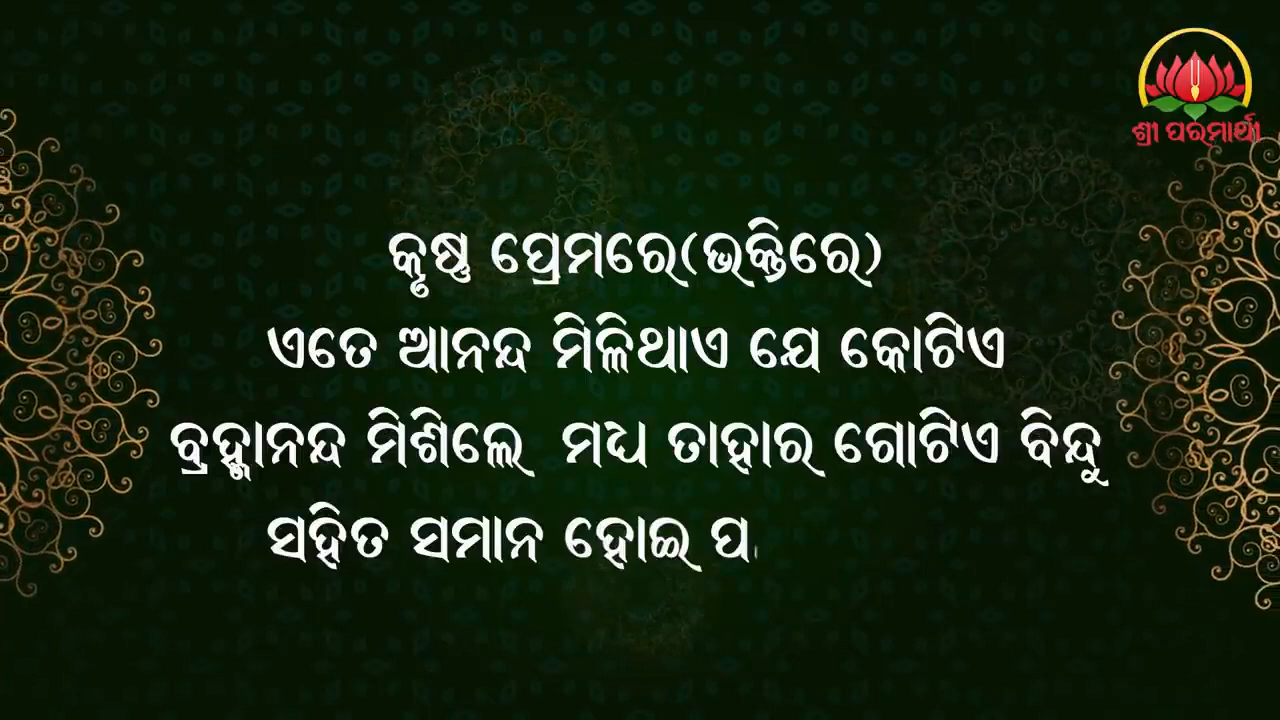 ଶ୍ରୀ ପରମାର୍ଥୀ
କୃଷ୍ଣ ପ୍ରେମରେ(ଭକ୍ତିରେ)
ଏତେ ଆନନ୍ଦ ମିଳିଥାଏ ଯେ କୋଟିଏ
ବ୍ରହ୍ମାନନ୍ଦ ମିଶିଲେ ମଧ୍ୟ ତାହାର ଗୋଟିଏ ବିନ୍ଦୁ
ସହିତ ସମାନ ହୋଇ ପ